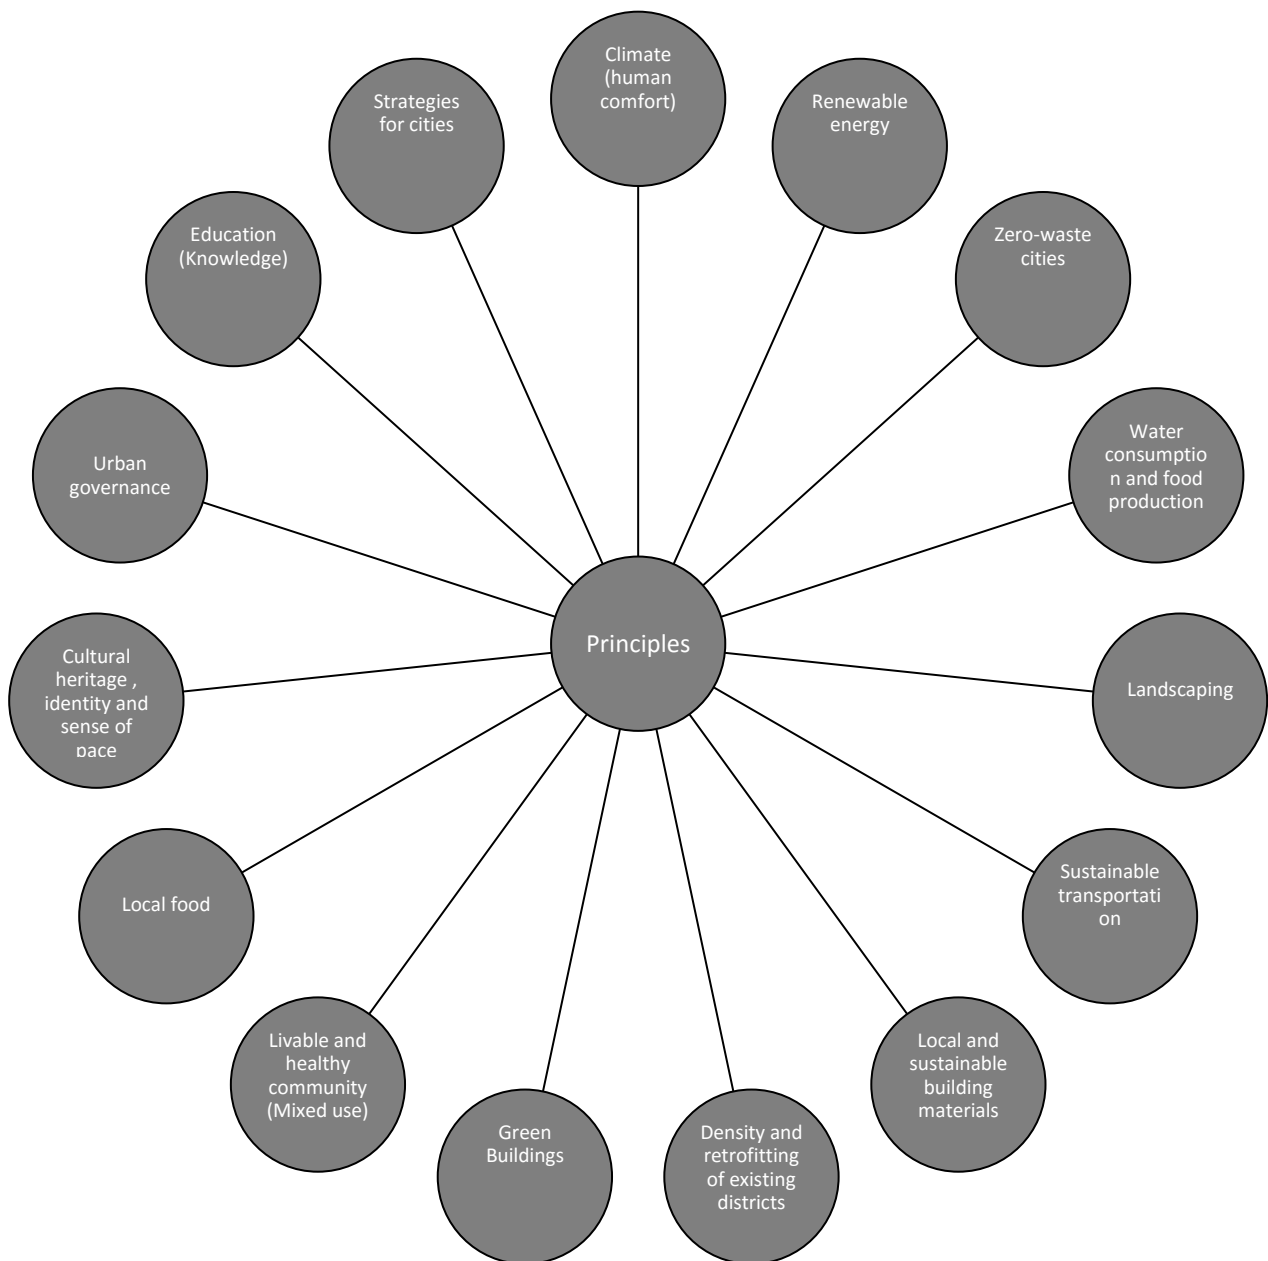 Climate
(human
comfort)
Renewable
energy
Zero-waste
cities
Water
consumptio
n and food
production
Landscaping
Sustainable
transportati
on
Local and
sustainable
building
materials
Density and
retrofitting
of existing
districts
Green
Buildings
Livable and
healthy
community
(Mixed use)
Local food
Cultural
heritage ,
identity and
sense of
pace
Urban
governance
Education
(Knowledge)
Strategies
for cities
Principles